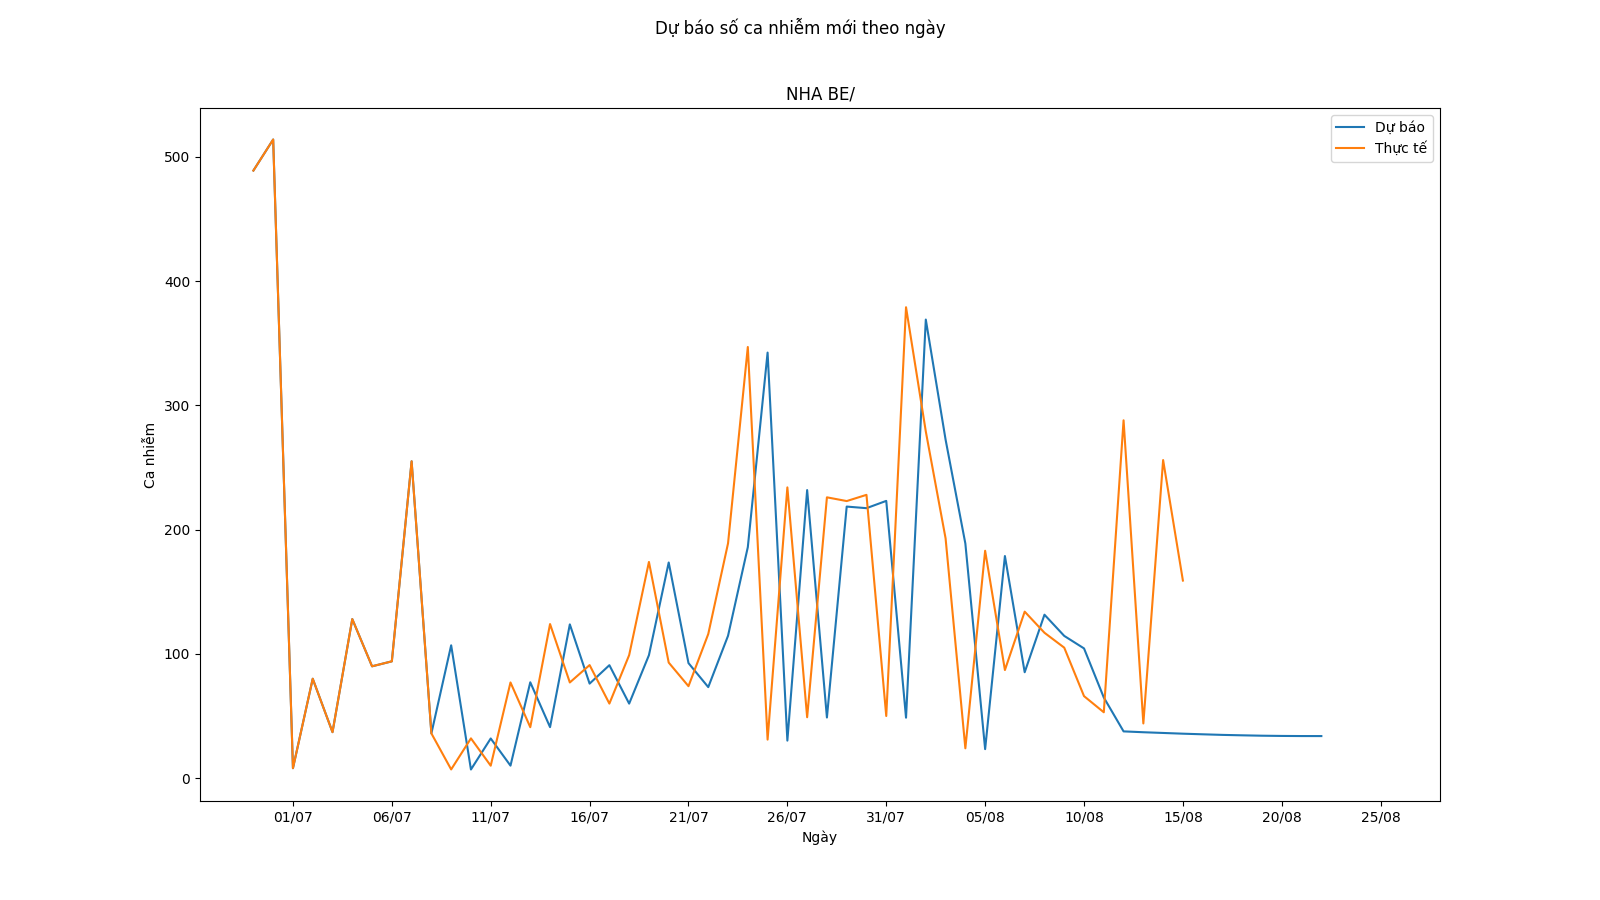 Dự báo số ca nhiễm mới theo ngày
NHA BE/
Dự báo
Thực tế
500
400
300
200
100
0
Ca nhiễm
01/07 06/07 11/07 16/07 21/07 26/07 31/07 05/08 10/08 15/08 20/08 25/08
Ngày